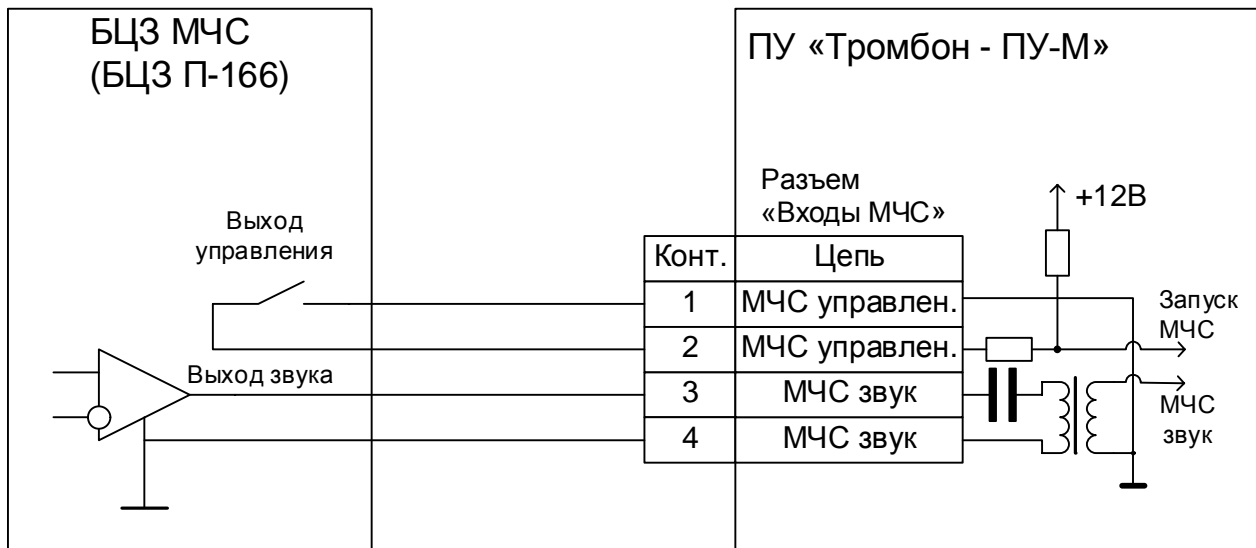 БЦЗ МЧС
(БЦЗ П-166)
ПУ «Тромбон - ПУ-М»
Разъем
«Входы МЧС»
+12В
Выход
управления
Конт.
Цепь
1
МЧС управлен.
Запуск
МЧС
2
МЧС управлен.
Выход звука
3
МЧС звук
МЧС
звук
4
МЧС звук